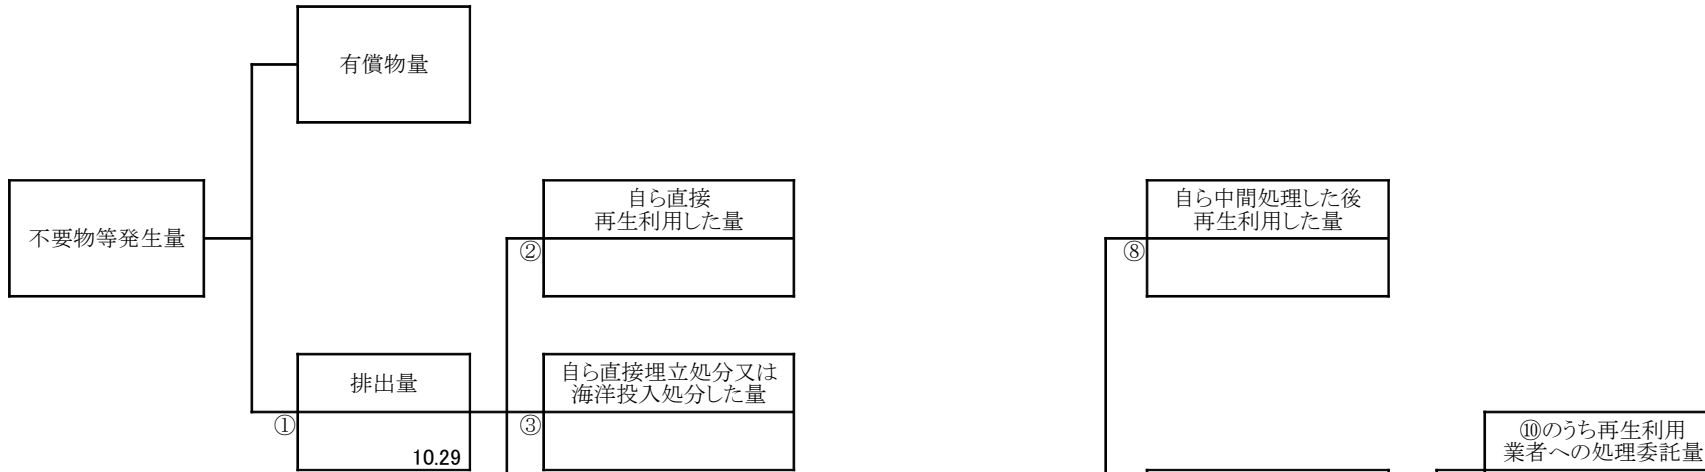 有償物量
不要物等発生量
自ら直接
再生利用した量
②
自ら中間処理した後
再生利用した量
⑧
排出量
①
10.29
自ら直接埋立処分又は
海洋投入処分した量
③
⑩のうち再生利用
業者への処理委託量